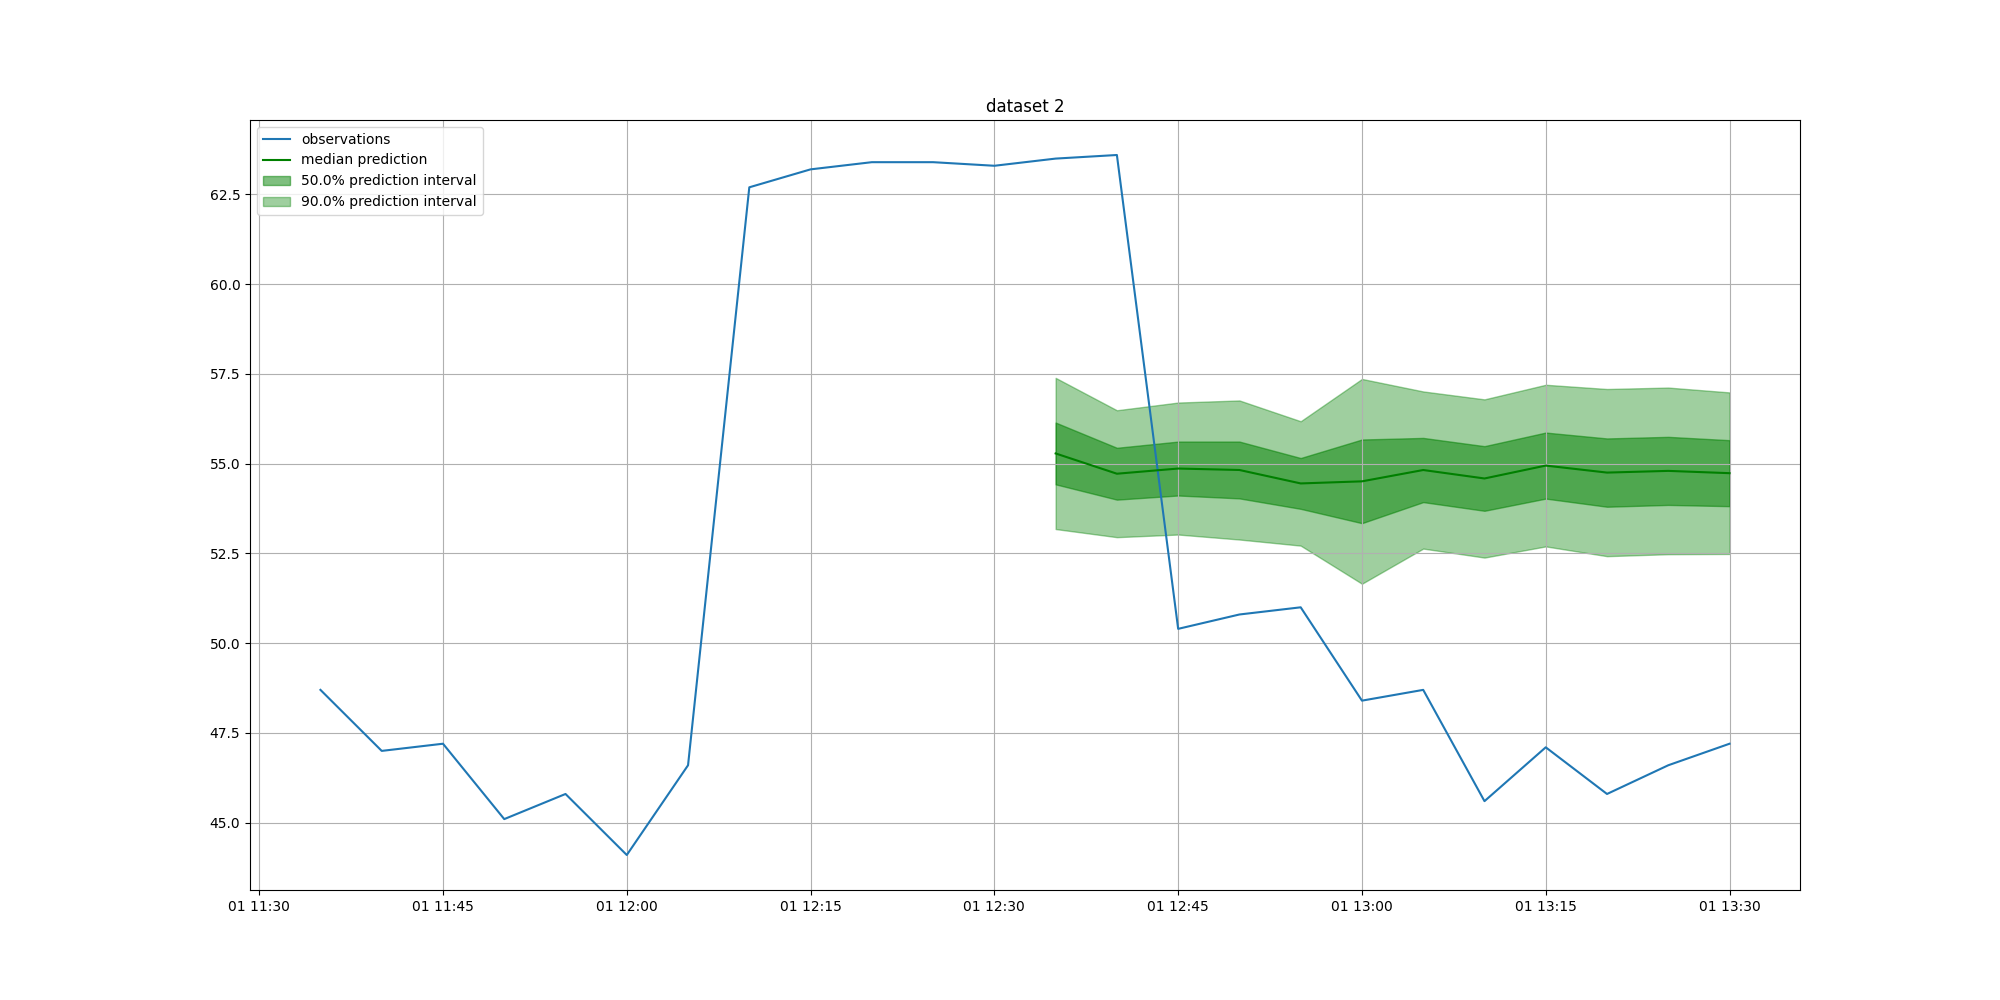 dataset 2
observations
median prediction
50.0% prediction interval
90.0% prediction interval
62.5
60.0
57.5
55.0
52.5
50.0
47.5
45.0
01 11:30 01 11:45 01 12:00 01 12:15 01 12:30 01 12:45 01 13:00 01 13:15 01 13:30